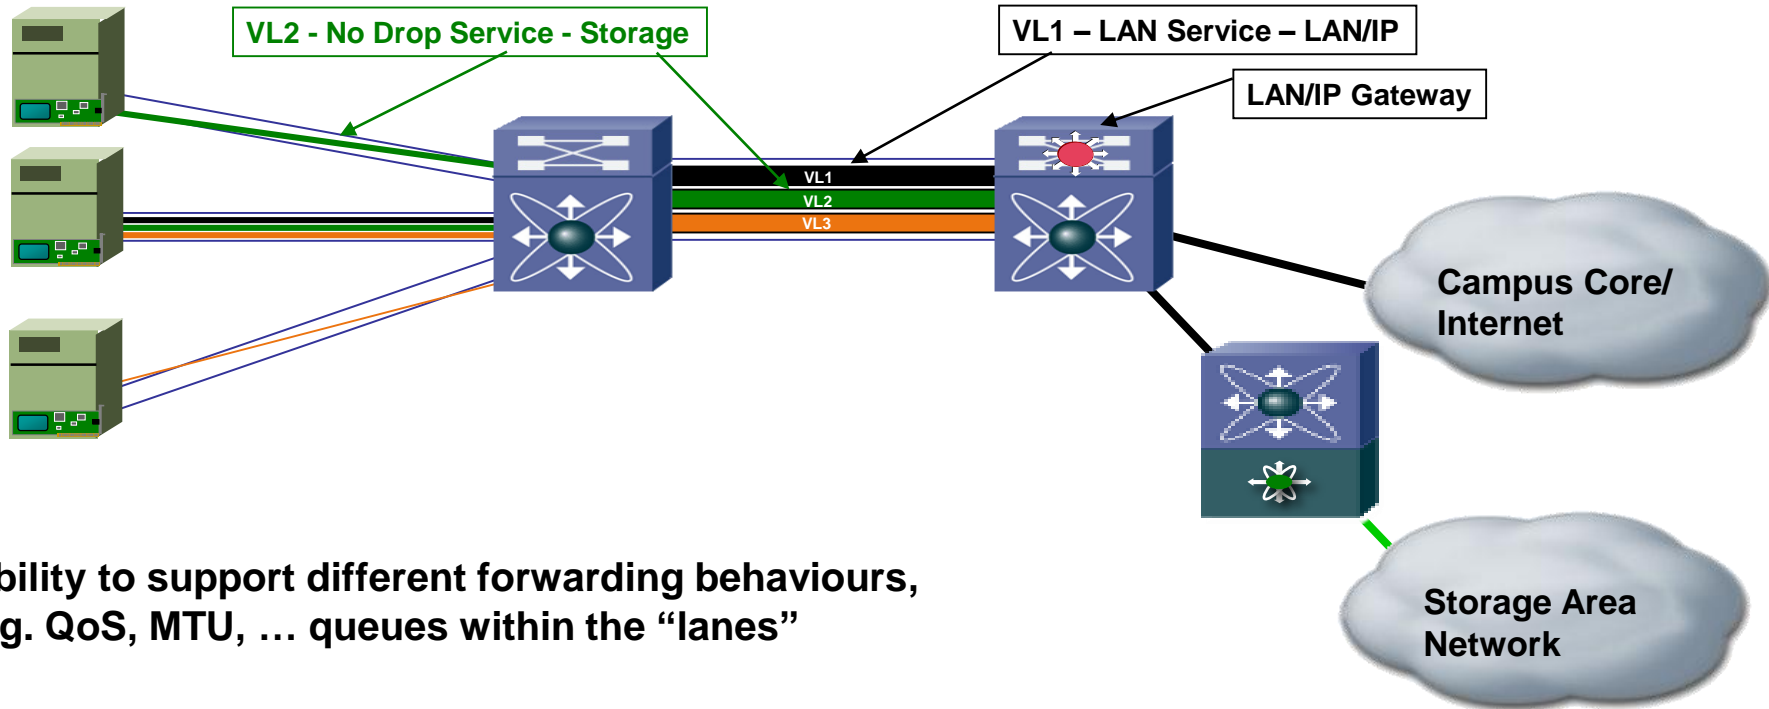 VL2 - No Drop Service - Storage
VL1 – LAN Service – LAN/IP
LAN/IP Gateway
VL1
VL2
VL3
Campus Core/
Internet
Storage Area
Network
bility to support different forwarding behaviours,
g. QoS, MTU, … queues within the “lanes”